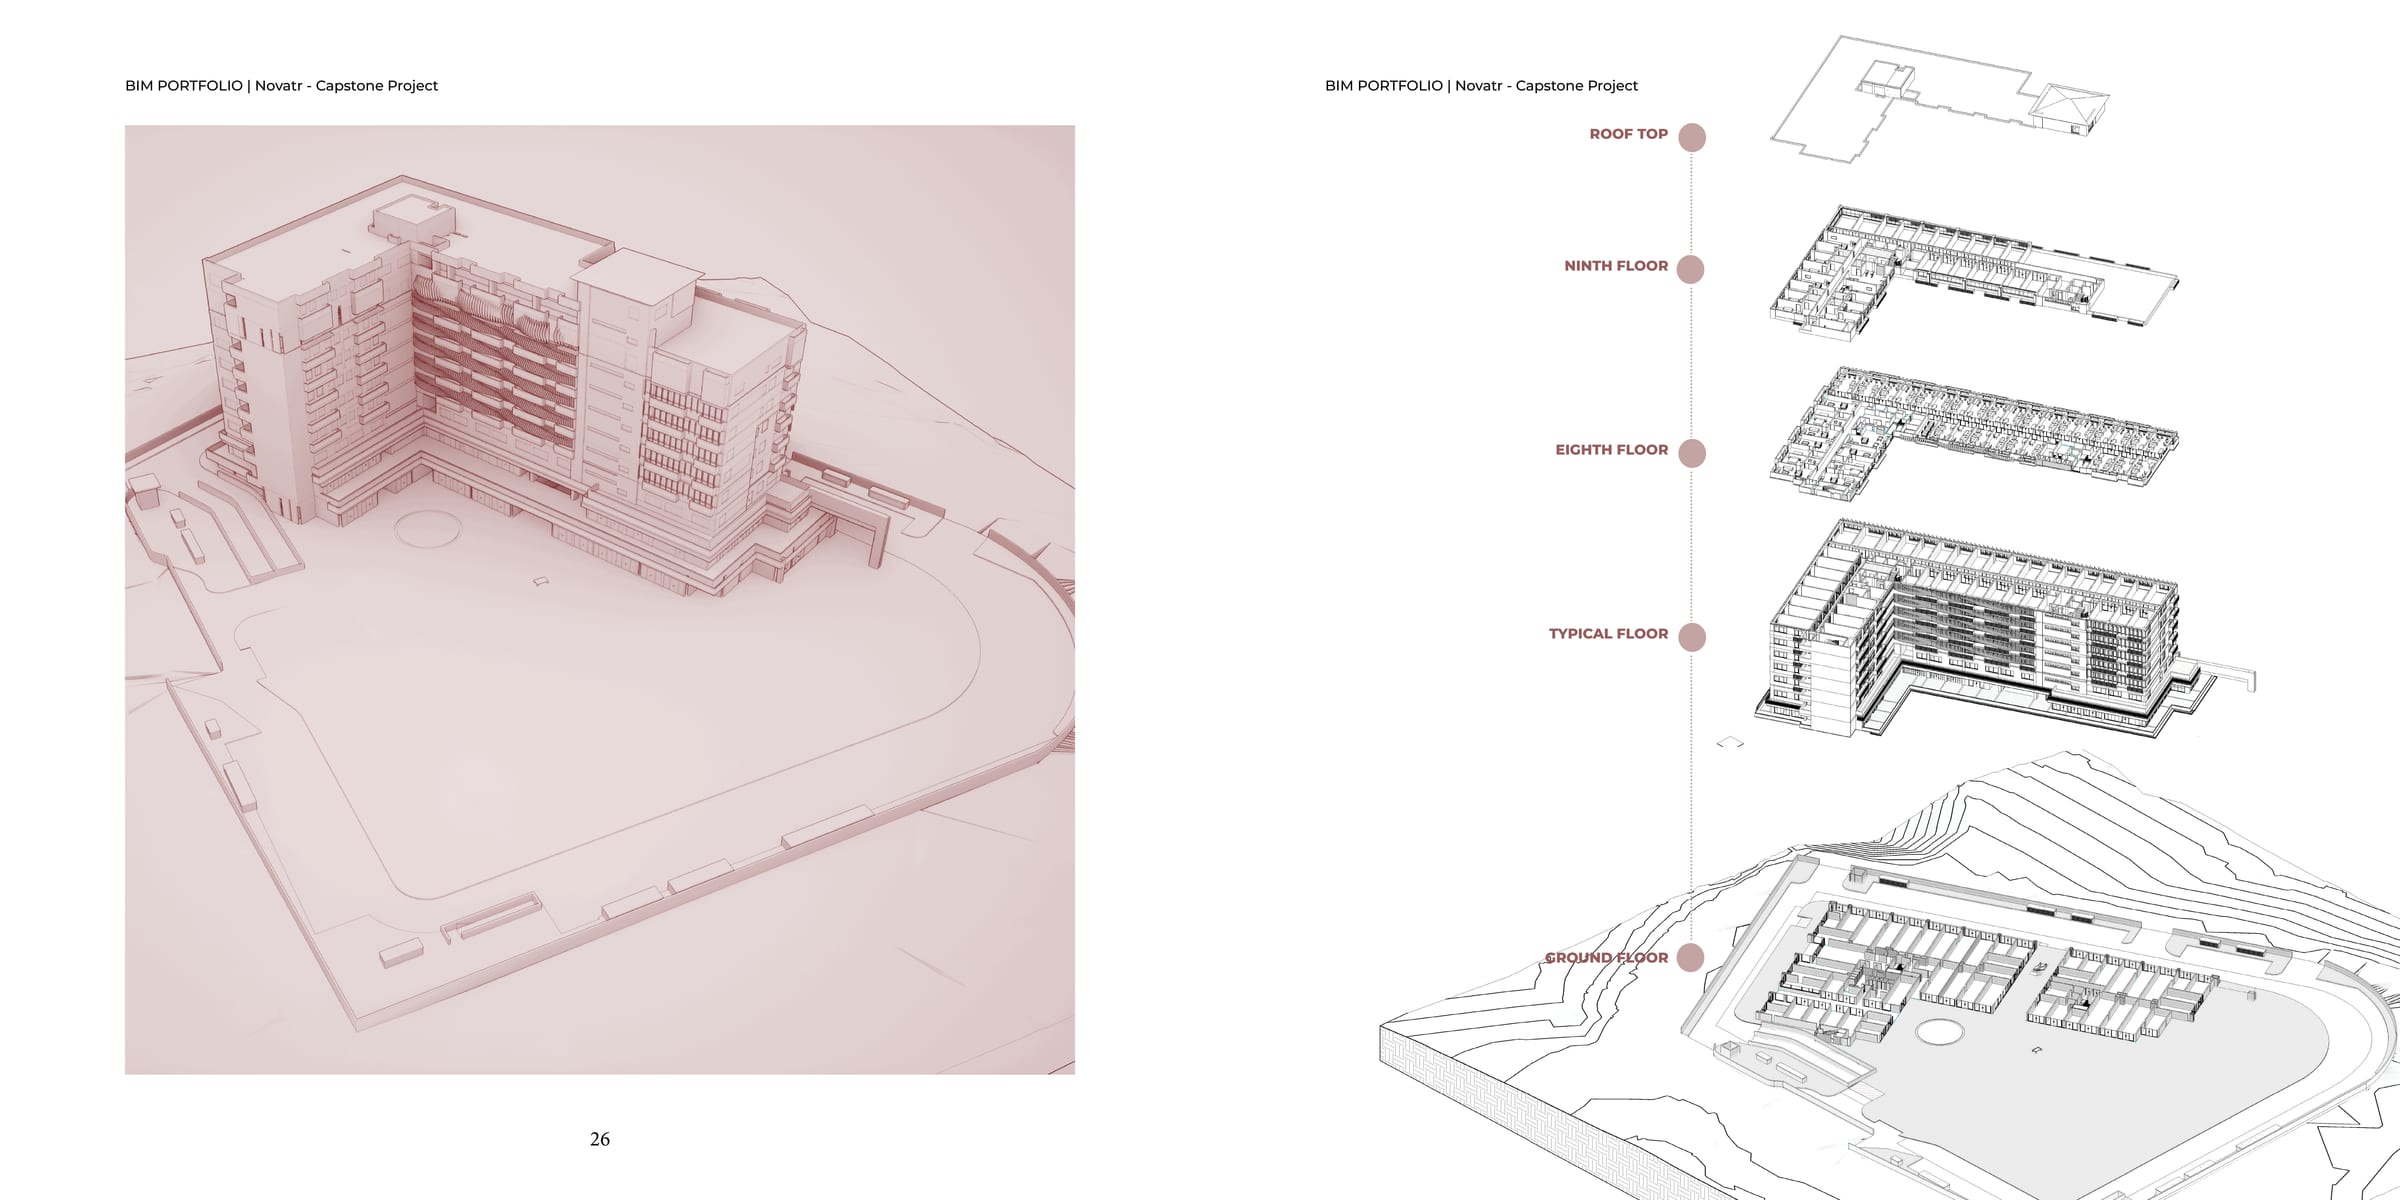 BIM PORTFOLIO | Novatr - Capstone Project
26
BIM PORTFOLIO | Novatr - Capstone Project
ROOF TOP
NINTH FLOOR
EIGHTH FLOOR
TYPICAL FLOOR
GROUND FLOOR